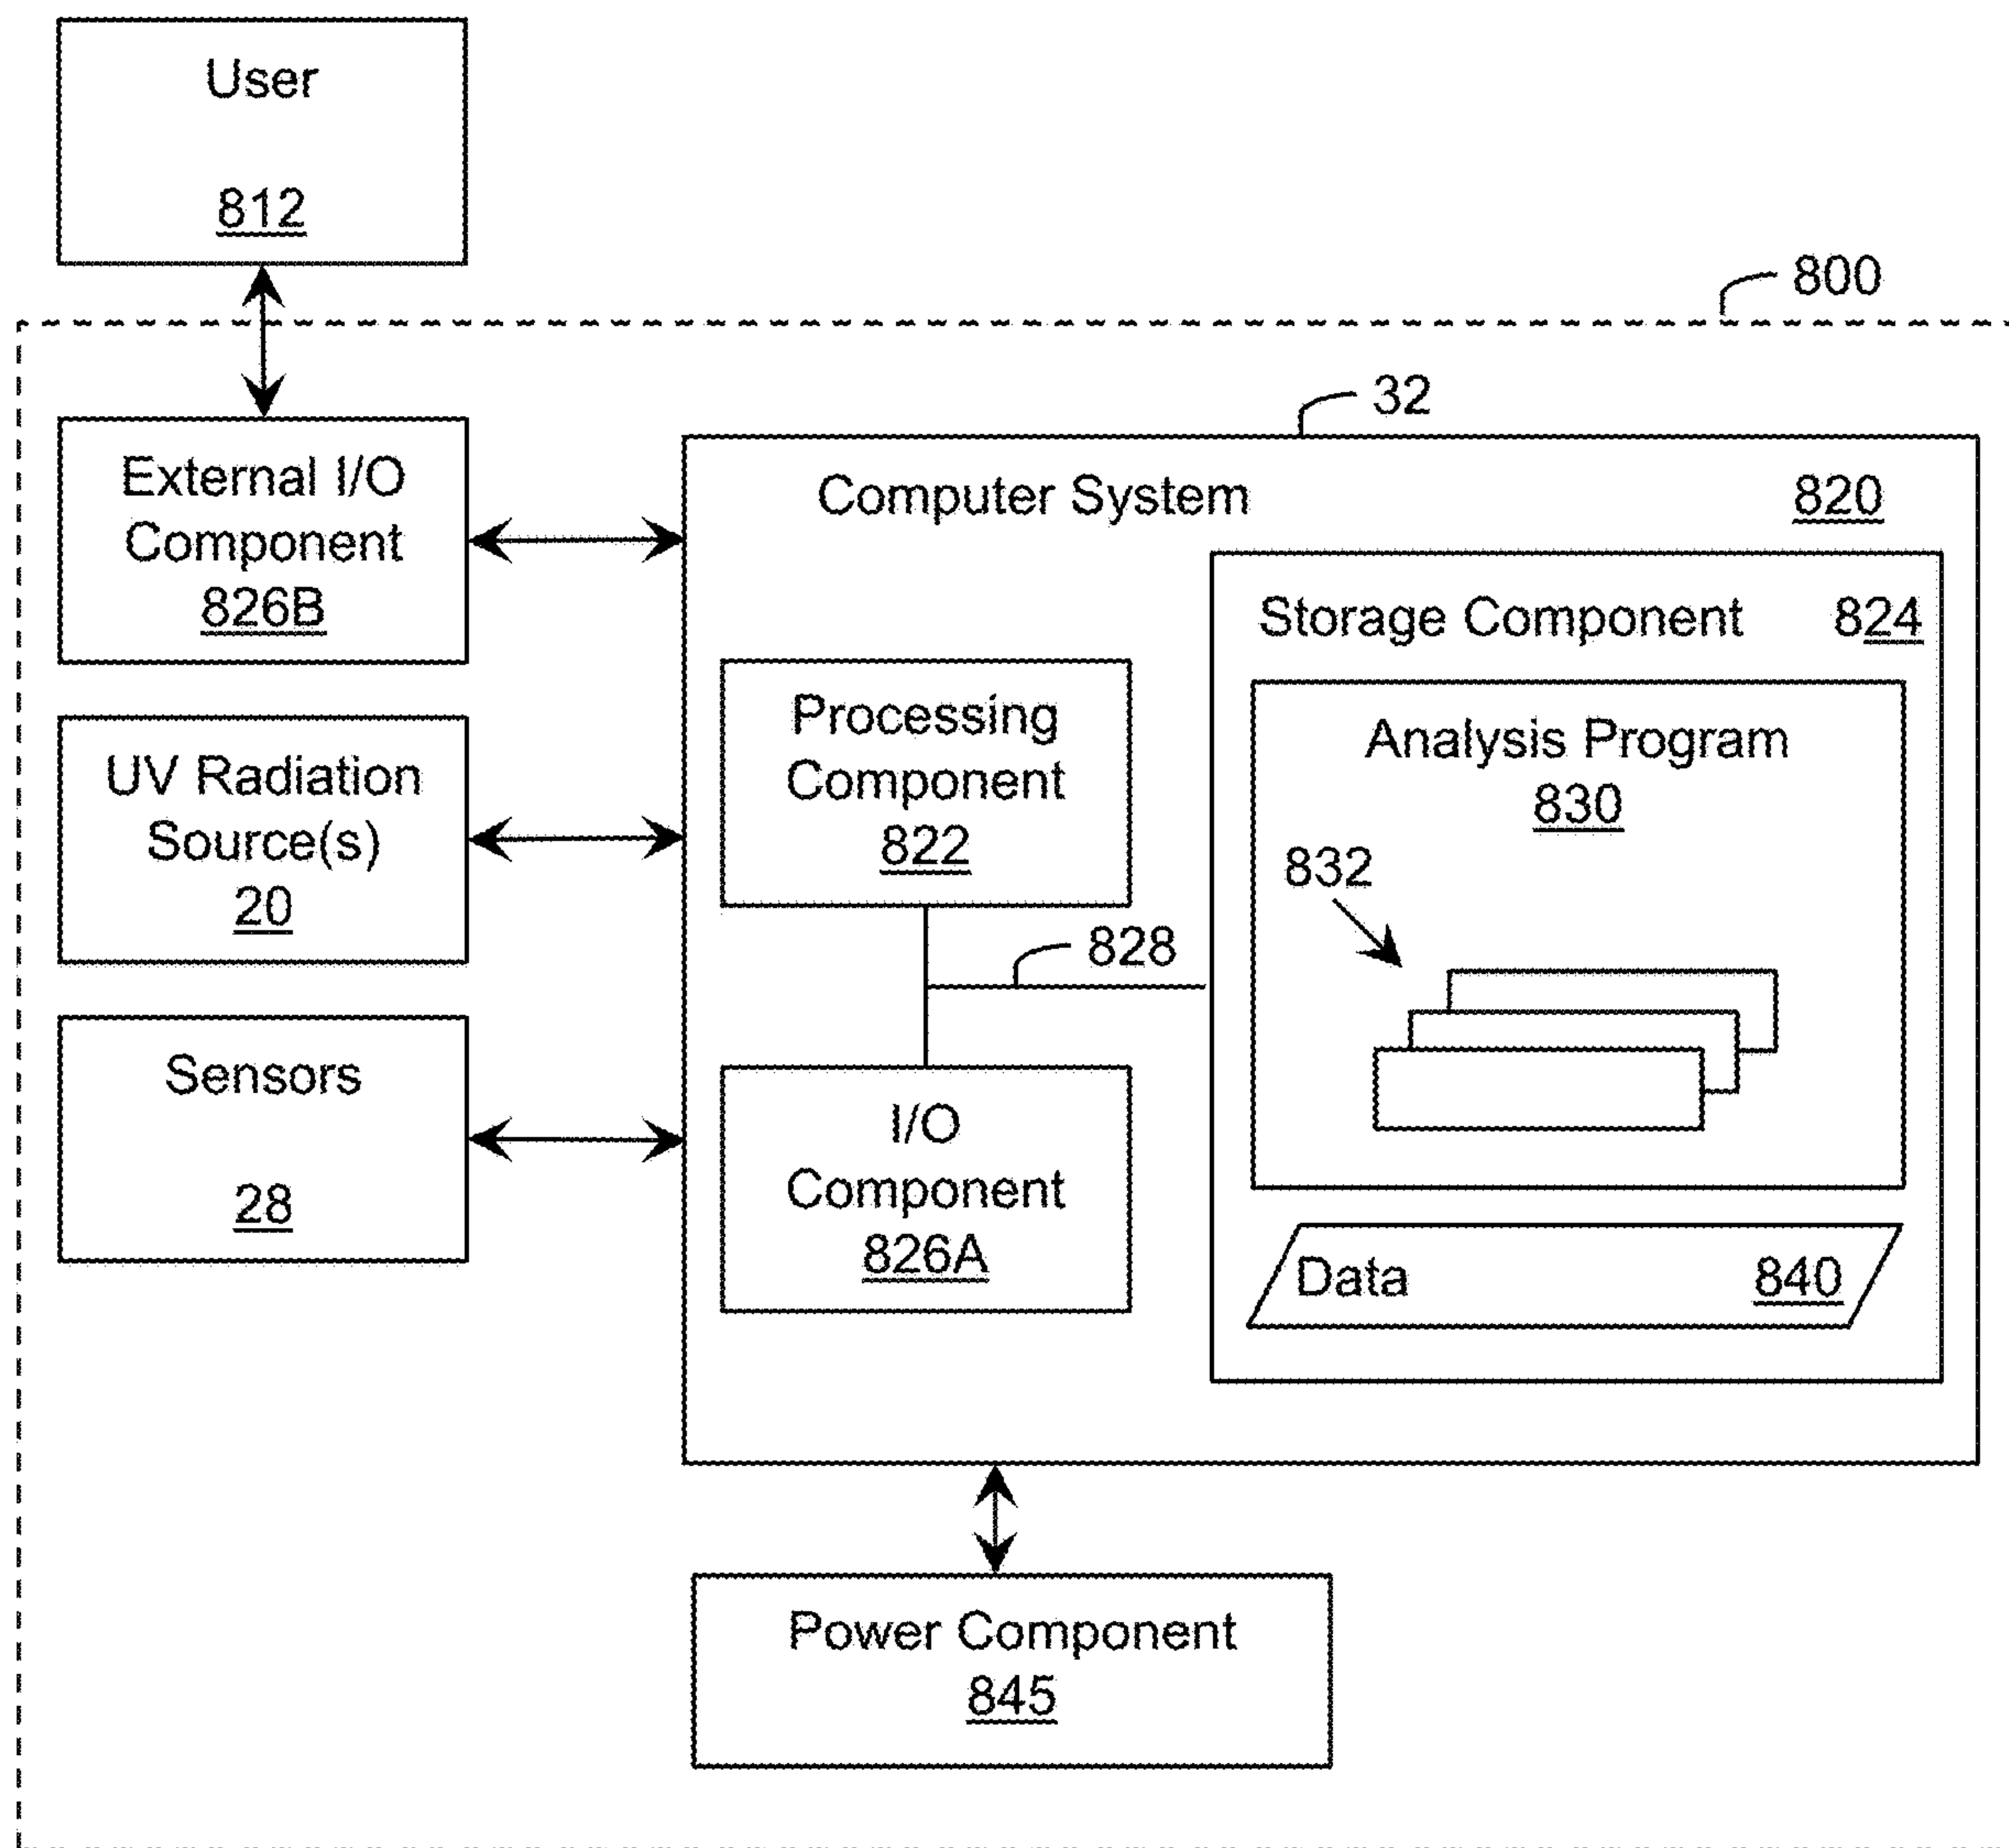 User
812
800
32
External I/O
Component
826B
Computer System 820
Storage Component 824
Processing
Component
822
Analysis Program
830
UV Radiation
Source(s)
20
832
828
Sensors
28
I/O
Component
826A
Data 840
Power Component
845